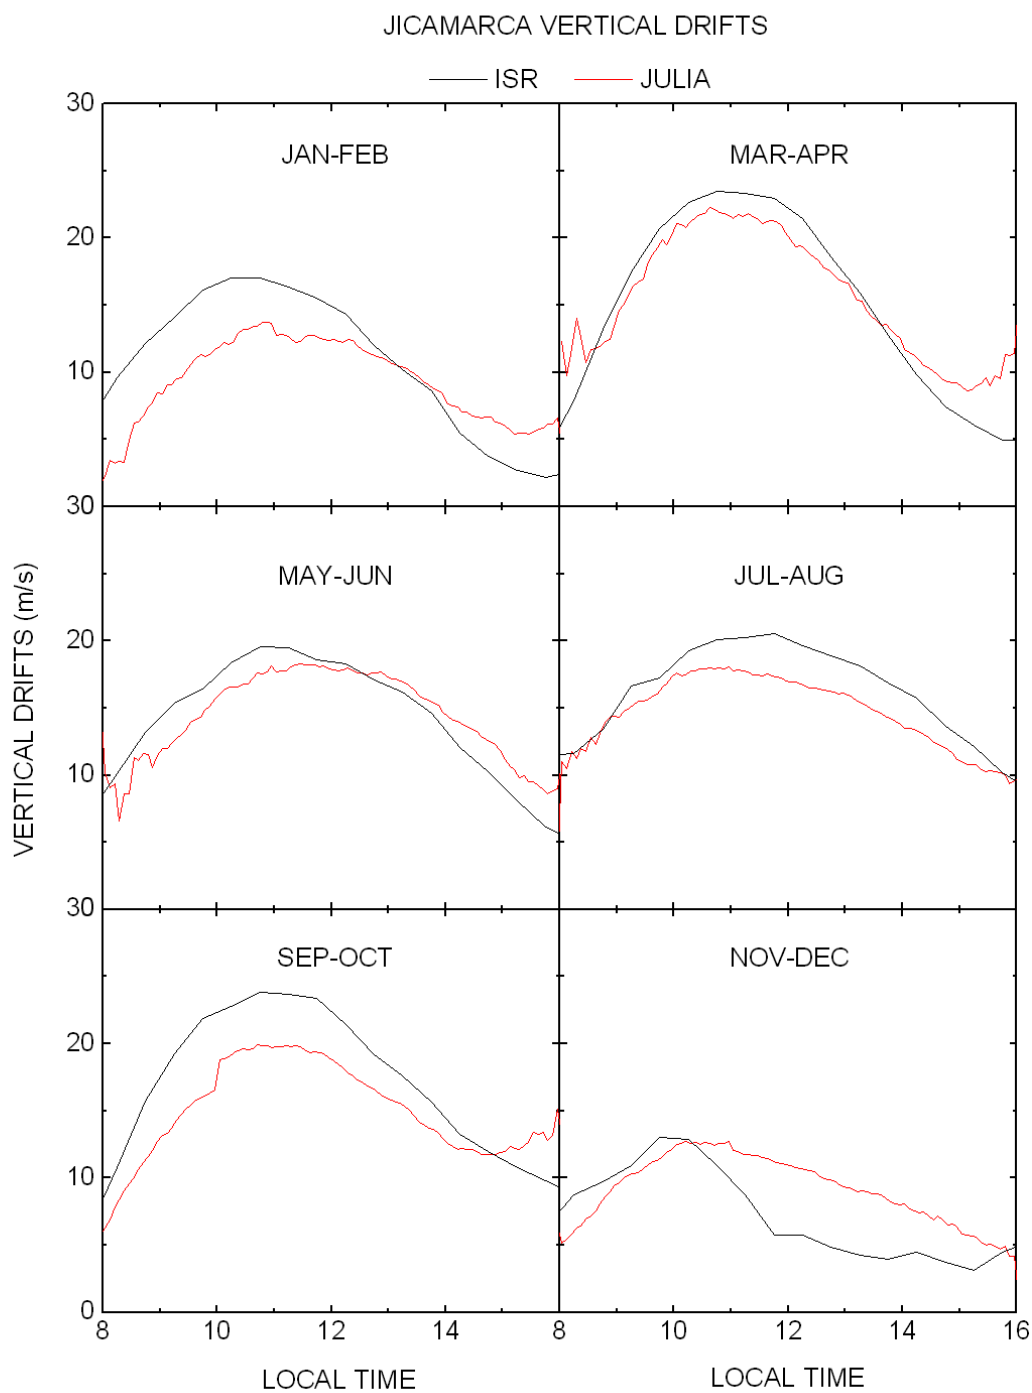 JICAMARCA VERTICAL DRIFTS
ISR JULIA
30
JAN-FEB MAR-APR
20
10
30
MAY-JUN JUL-AUG
20
VERTICAL DRIFTS (m/s)
10
30
SEP-OCT NOV-DEC
20
10
0
8 10 12 14 8 10 12 14 16
LOCAL TIME LOCAL TIME